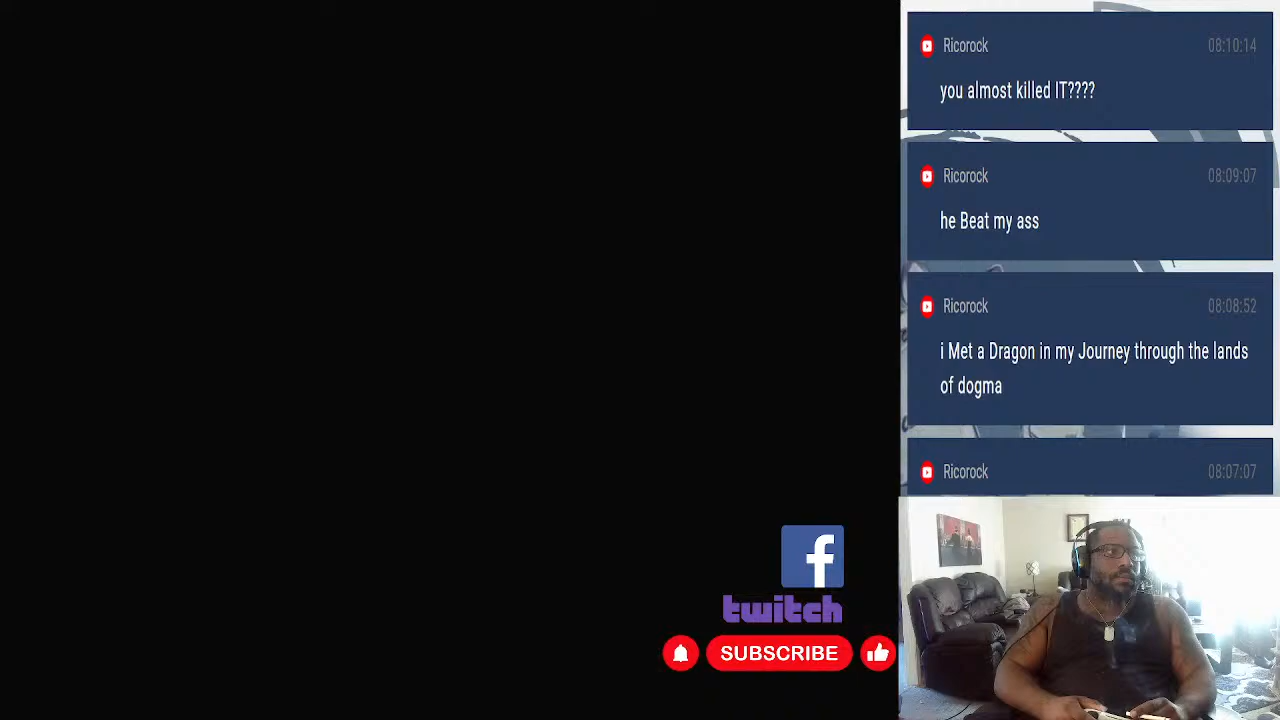 Ricorock 08:10:14
you almost killed IT????
Ricorock 08:09:07
he Beat my ass
Ricorock 08:08:52
i Met a Dragon in my Journey through the lands
of dogma
Ricorock 08:07:07
f
twitch
SUBSCRIBE